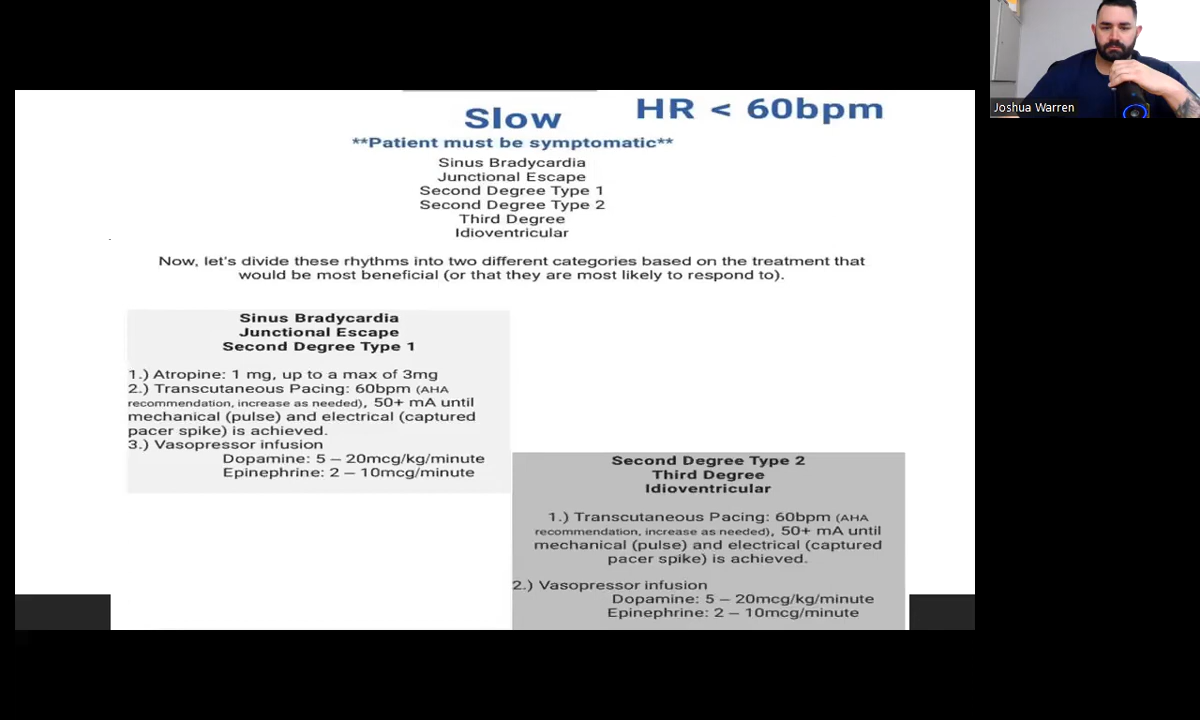 Slow
HR < 60bpm
**Patient must be symptomatic**
Sinus Bradycardia
Junctional Escape
Second Degree Type 1
Second Degree Type 2
Third Degree
Idioventricular
Now, let's divide these rhythms into two different categories based on the treatment that
would be most beneficial (or that they are most likely to respond to).
Sinus Bradycardia
Junctional Escape
Second Degree Type 1
1.) Atropine: 1 mg, up to a max of 3mg
2.) Transcutaneous Pacing: 60bpm (AHA
recommendation, increase as needed), 50+ mA until
mechanical (pulse) and electrical (captured
pacer spike) is achieved.
3.) Vasopressor infusion
Dopamine: 5 – 20mcg/kg/minute
Epinephrine: 2 – 10mcg/minute
Second Degree Type 2
Third Degree
Idioventricular
1.) Transcutaneous Pacing: 60bpm (AHA
recommendation, increase as needed), 50+ mA until
mechanical (pulse) and electrical (captured
pacer spike) is achieved.
2.) Vasopressor infusion
Dopamine: 5 – 20mcg/kg/minute
Epinephrine: 2 – 10mcg/minute
Joshua Warren